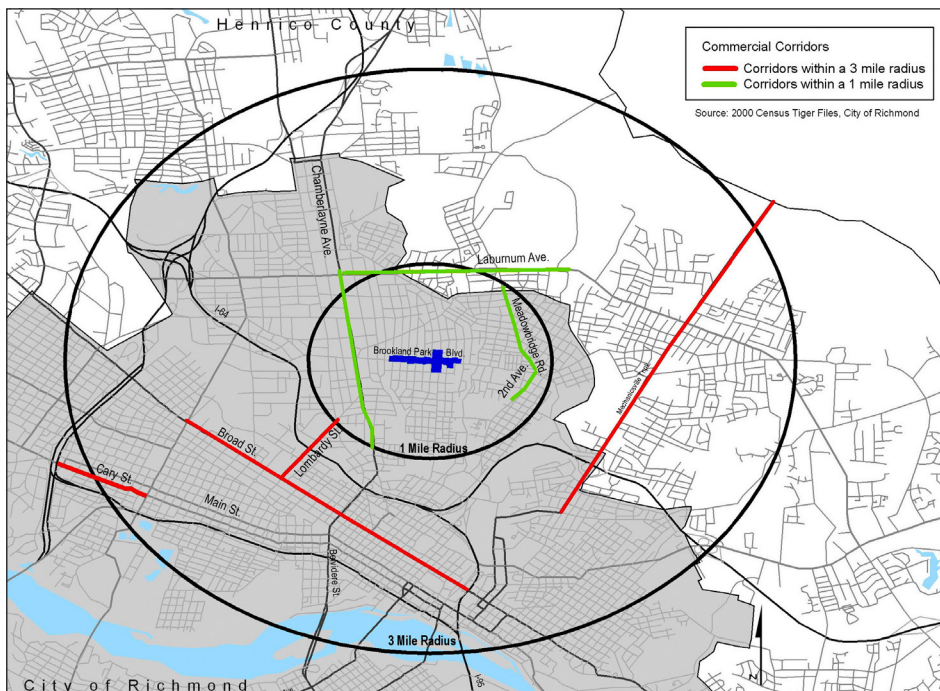 Henrico County
Commercial Corridors
Corridors within a 3 mile radius
Corridors within a 1 mile radius
Source: 2000 Census Tiger Files, City of Richmond
Chamberlayne Ave.
Laburnum Ave.
I-64
Meadowbridge Rd
Brookland Park Blvd.
2nd Ave.
Mechanicsville Tnpk
Broad St.
Lombardy St.
1 Mile Radius
Cary St.
Main St.
Belvidere St.
3 Mile Radius
I-95
N
City of Richmond